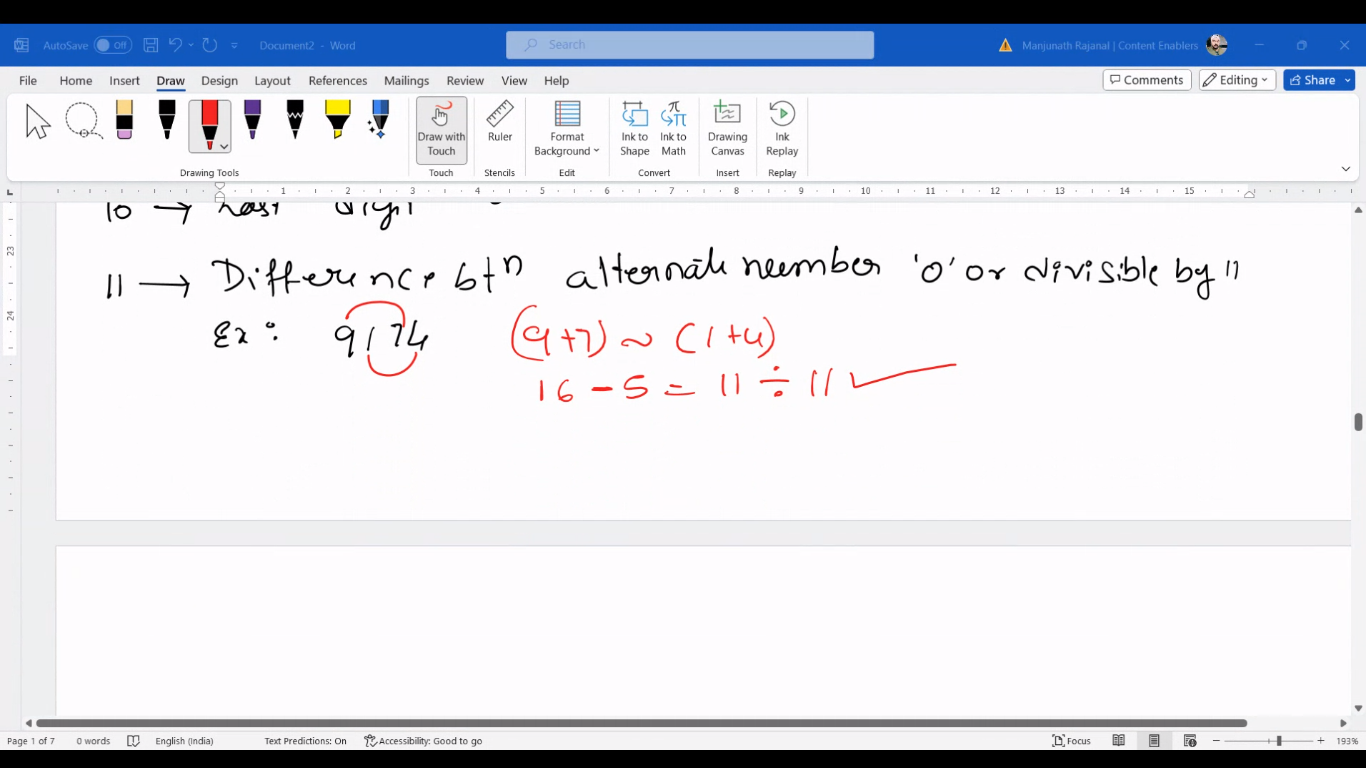 AutoSave Off Document2 - Word Search Manjunath Rajanal | Content Enablers
File Home Insert Draw Design Layout References Mailings Review View Help Comments Editing Share
Draw with Touch Ruler Format Background Ink to Shape Ink to Math Drawing Canvas Ink Replay
Drawing Tools Touch Stencils Edit Convert Insert Replay
1 2 3 4 5 6 7 8 9 10 11 12 13 14 15
10 → Last digit
23
11 → Difference btn alternate number '0' or divisible by 11
24
Ex: 9174 (9+7) ~ (1+4)
16 - 5 = 11 ÷ 11 ✓
Page 1 of 7 0 words English (India) Text Predictions: On Accessibility: Good to go Focus 193%